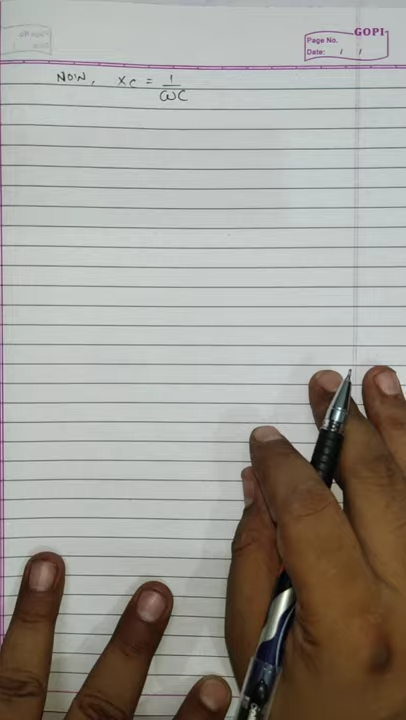 GOPI
Page No.
Date: / /
NOW, Xc = 1/ωC